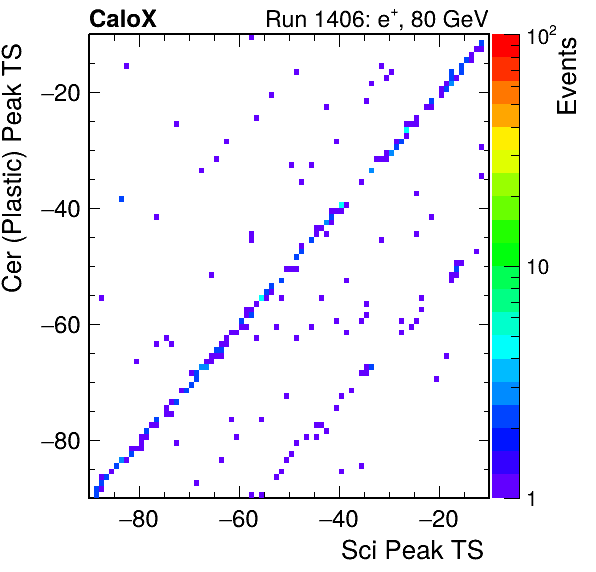 CaloX Run 1406: e⁺, 80 GeV
Cer (Plastic) Peak TS
−20
−40
−60
−80
−80 −60 −40 −20
Sci Peak TS
10²
10
1
Events